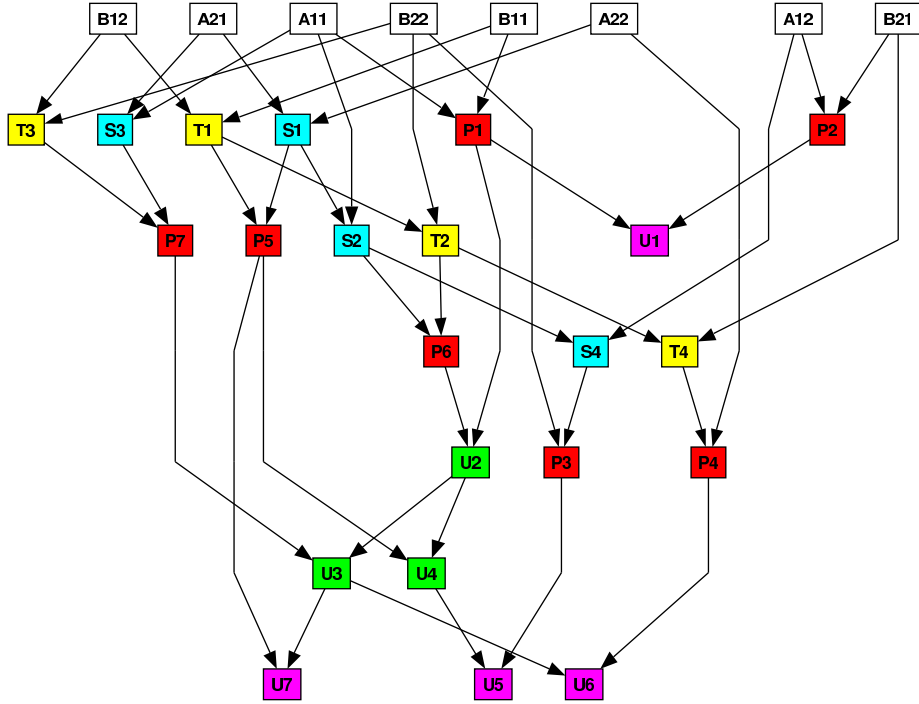 B12 A21 A11 B22 B11 A22 A12 B21
T3 S3 T1 S1 P1 P2
P7 P5 S2 T2 U1
P6 S4 T4
U2 P3 P4
U3 U4
U7 U5 U6